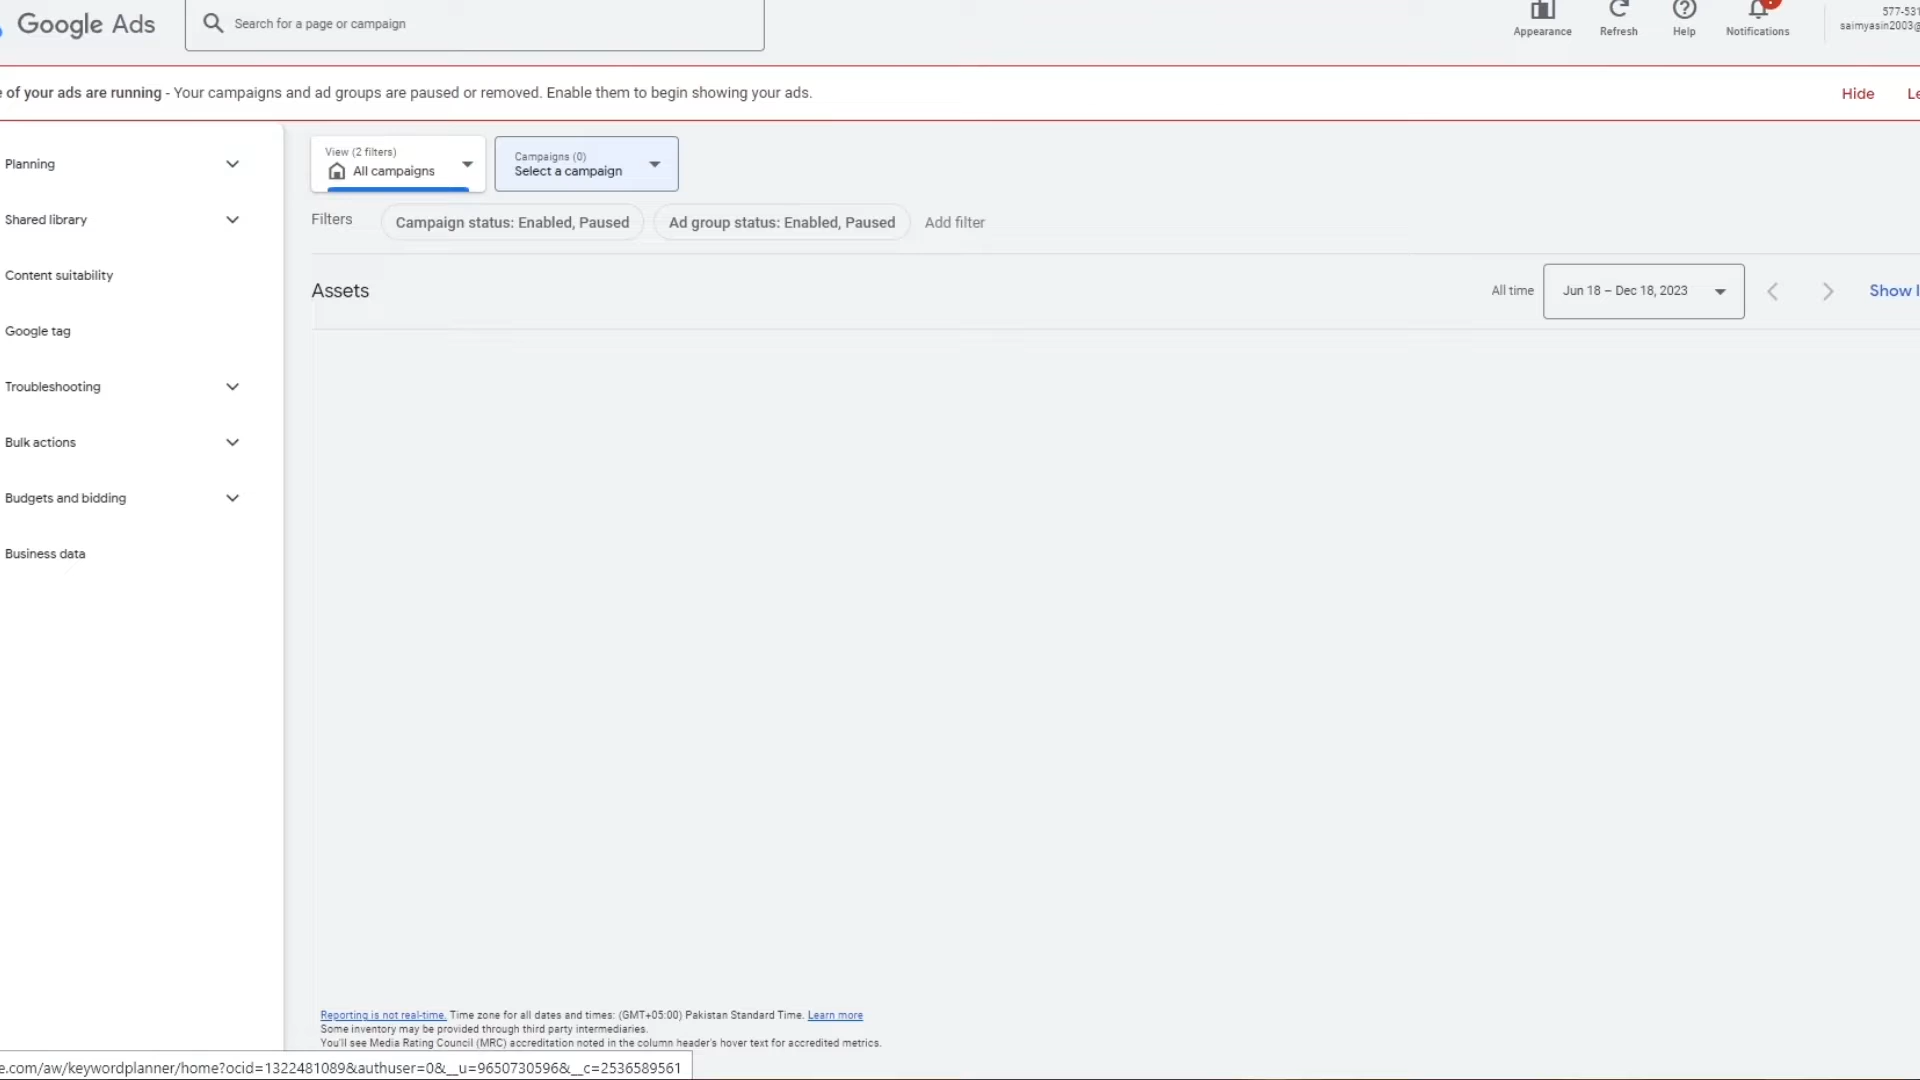 Google Ads
Search for a page or campaign
Appearance
Refresh
Help
Notifications
577-531
saimyasin2003@
of your ads are running - Your campaigns and ad groups are paused or removed. Enable them to begin showing your ads.
Hide
Le
Planning
Shared library
Content suitability
Google tag
Troubleshooting
Bulk actions
Budgets and bidding
Business data
View (2 filters)
All campaigns
Campaigns (0)
Select a campaign
Filters
Campaign status: Enabled, Paused
Ad group status: Enabled, Paused
Add filter
Assets
All time
Jun 18 – Dec 18, 2023
Show l
Reporting is not real-time. Time zone for all dates and times: (GMT+05:00) Pakistan Standard Time. Learn more
Some inventory may be provided through third party intermediaries.
You'll see Media Rating Council (MRC) accreditation noted in the column header's hover text for accredited metrics.
e.com/aw/keywordplanner/home?ocid=1322481089&authuser=0&__u=9650730596&__c=2536589561